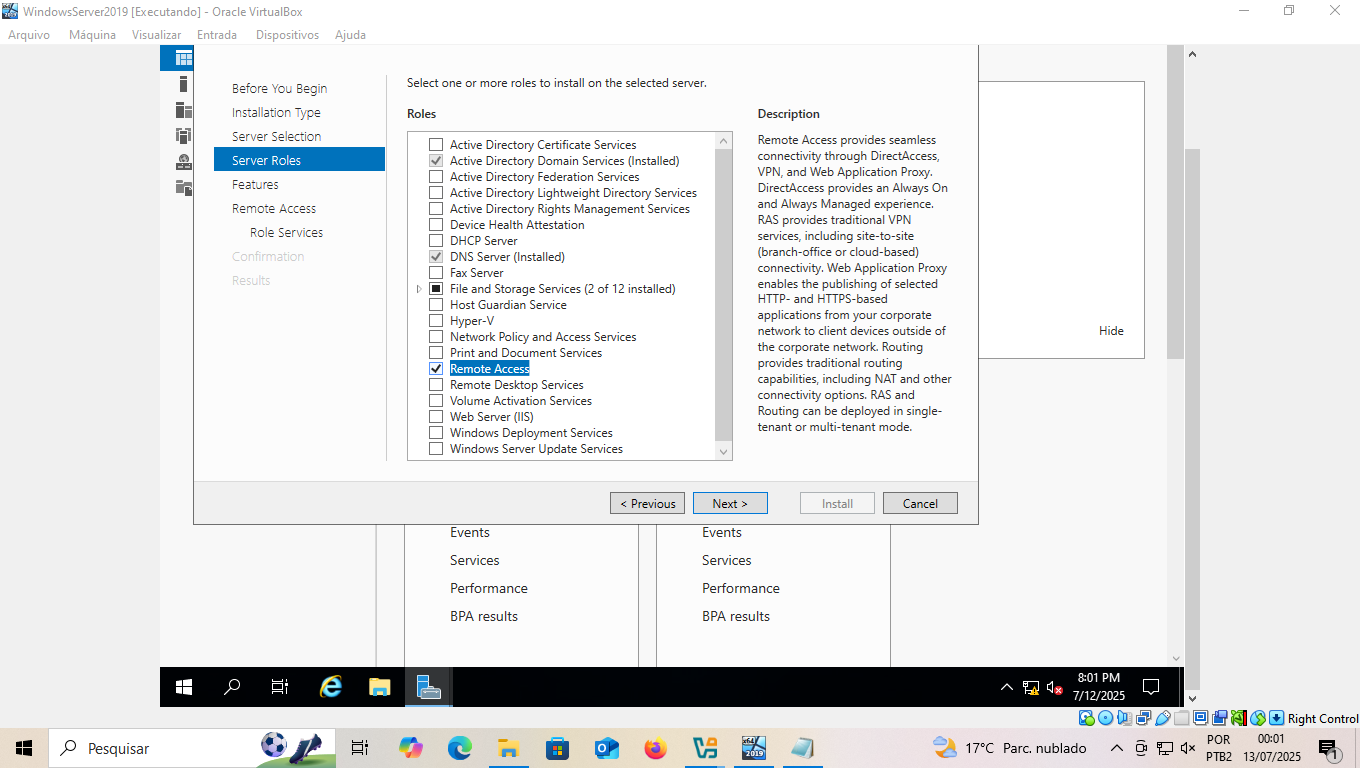 WindowsServer2019 [Executando] - Oracle VirtualBox
Arquivo Máquina Visualizar Entrada Dispositivos Ajuda
Before You Begin
Installation Type
Server Selection
Server Roles
Features
Remote Access
Role Services
Confirmation
Results
Select one or more roles to install on the selected server.
Roles
Active Directory Certificate Services
Active Directory Domain Services (Installed)
Active Directory Federation Services
Active Directory Lightweight Directory Services
Active Directory Rights Management Services
Device Health Attestation
DHCP Server
DNS Server (Installed)
Fax Server
File and Storage Services (2 of 12 installed)
Host Guardian Service
Hyper-V
Network Policy and Access Services
Print and Document Services
Remote Access
Remote Desktop Services
Volume Activation Services
Web Server (IIS)
Windows Deployment Services
Windows Server Update Services
Description
Remote Access provides seamless
connectivity through DirectAccess,
VPN, and Web Application Proxy.
DirectAccess provides an Always On
and Always Managed experience.
RAS provides traditional VPN
services, including site-to-site
(branch-office or cloud-based)
connectivity. Web Application Proxy
enables the publishing of selected
HTTP- and HTTPS-based
applications from your corporate
network to client devices outside of
the corporate network. Routing
provides traditional routing
capabilities, including NAT and other
connectivity options. RAS and
Routing can be deployed in single-
tenant or multi-tenant mode.
Hide
< Previous Next > Install Cancel
Events
Services
Performance
BPA results
Events
Services
Performance
BPA results
8:01 PM
7/12/2025
Right Control
Pesquisar
x64
2019
17°C Parc. nublado
POR
PTB2
00:01
13/07/2025
1